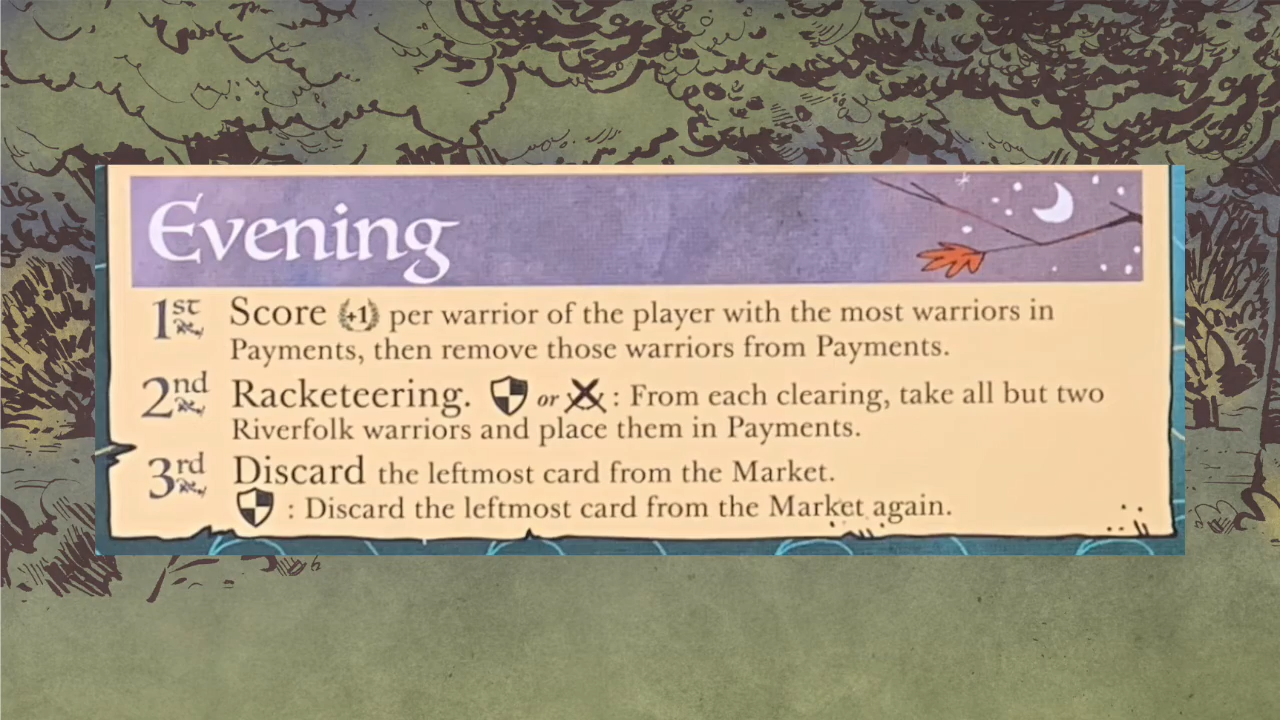 Evening
1st Score +1 per warrior of the player with the most warriors in
Payments, then remove those warriors from Payments.
2nd Racketeering. or : From each clearing, take all but two
Riverfolk warriors and place them in Payments.
3rd Discard the leftmost card from the Market.
: Discard the leftmost card from the Market again.